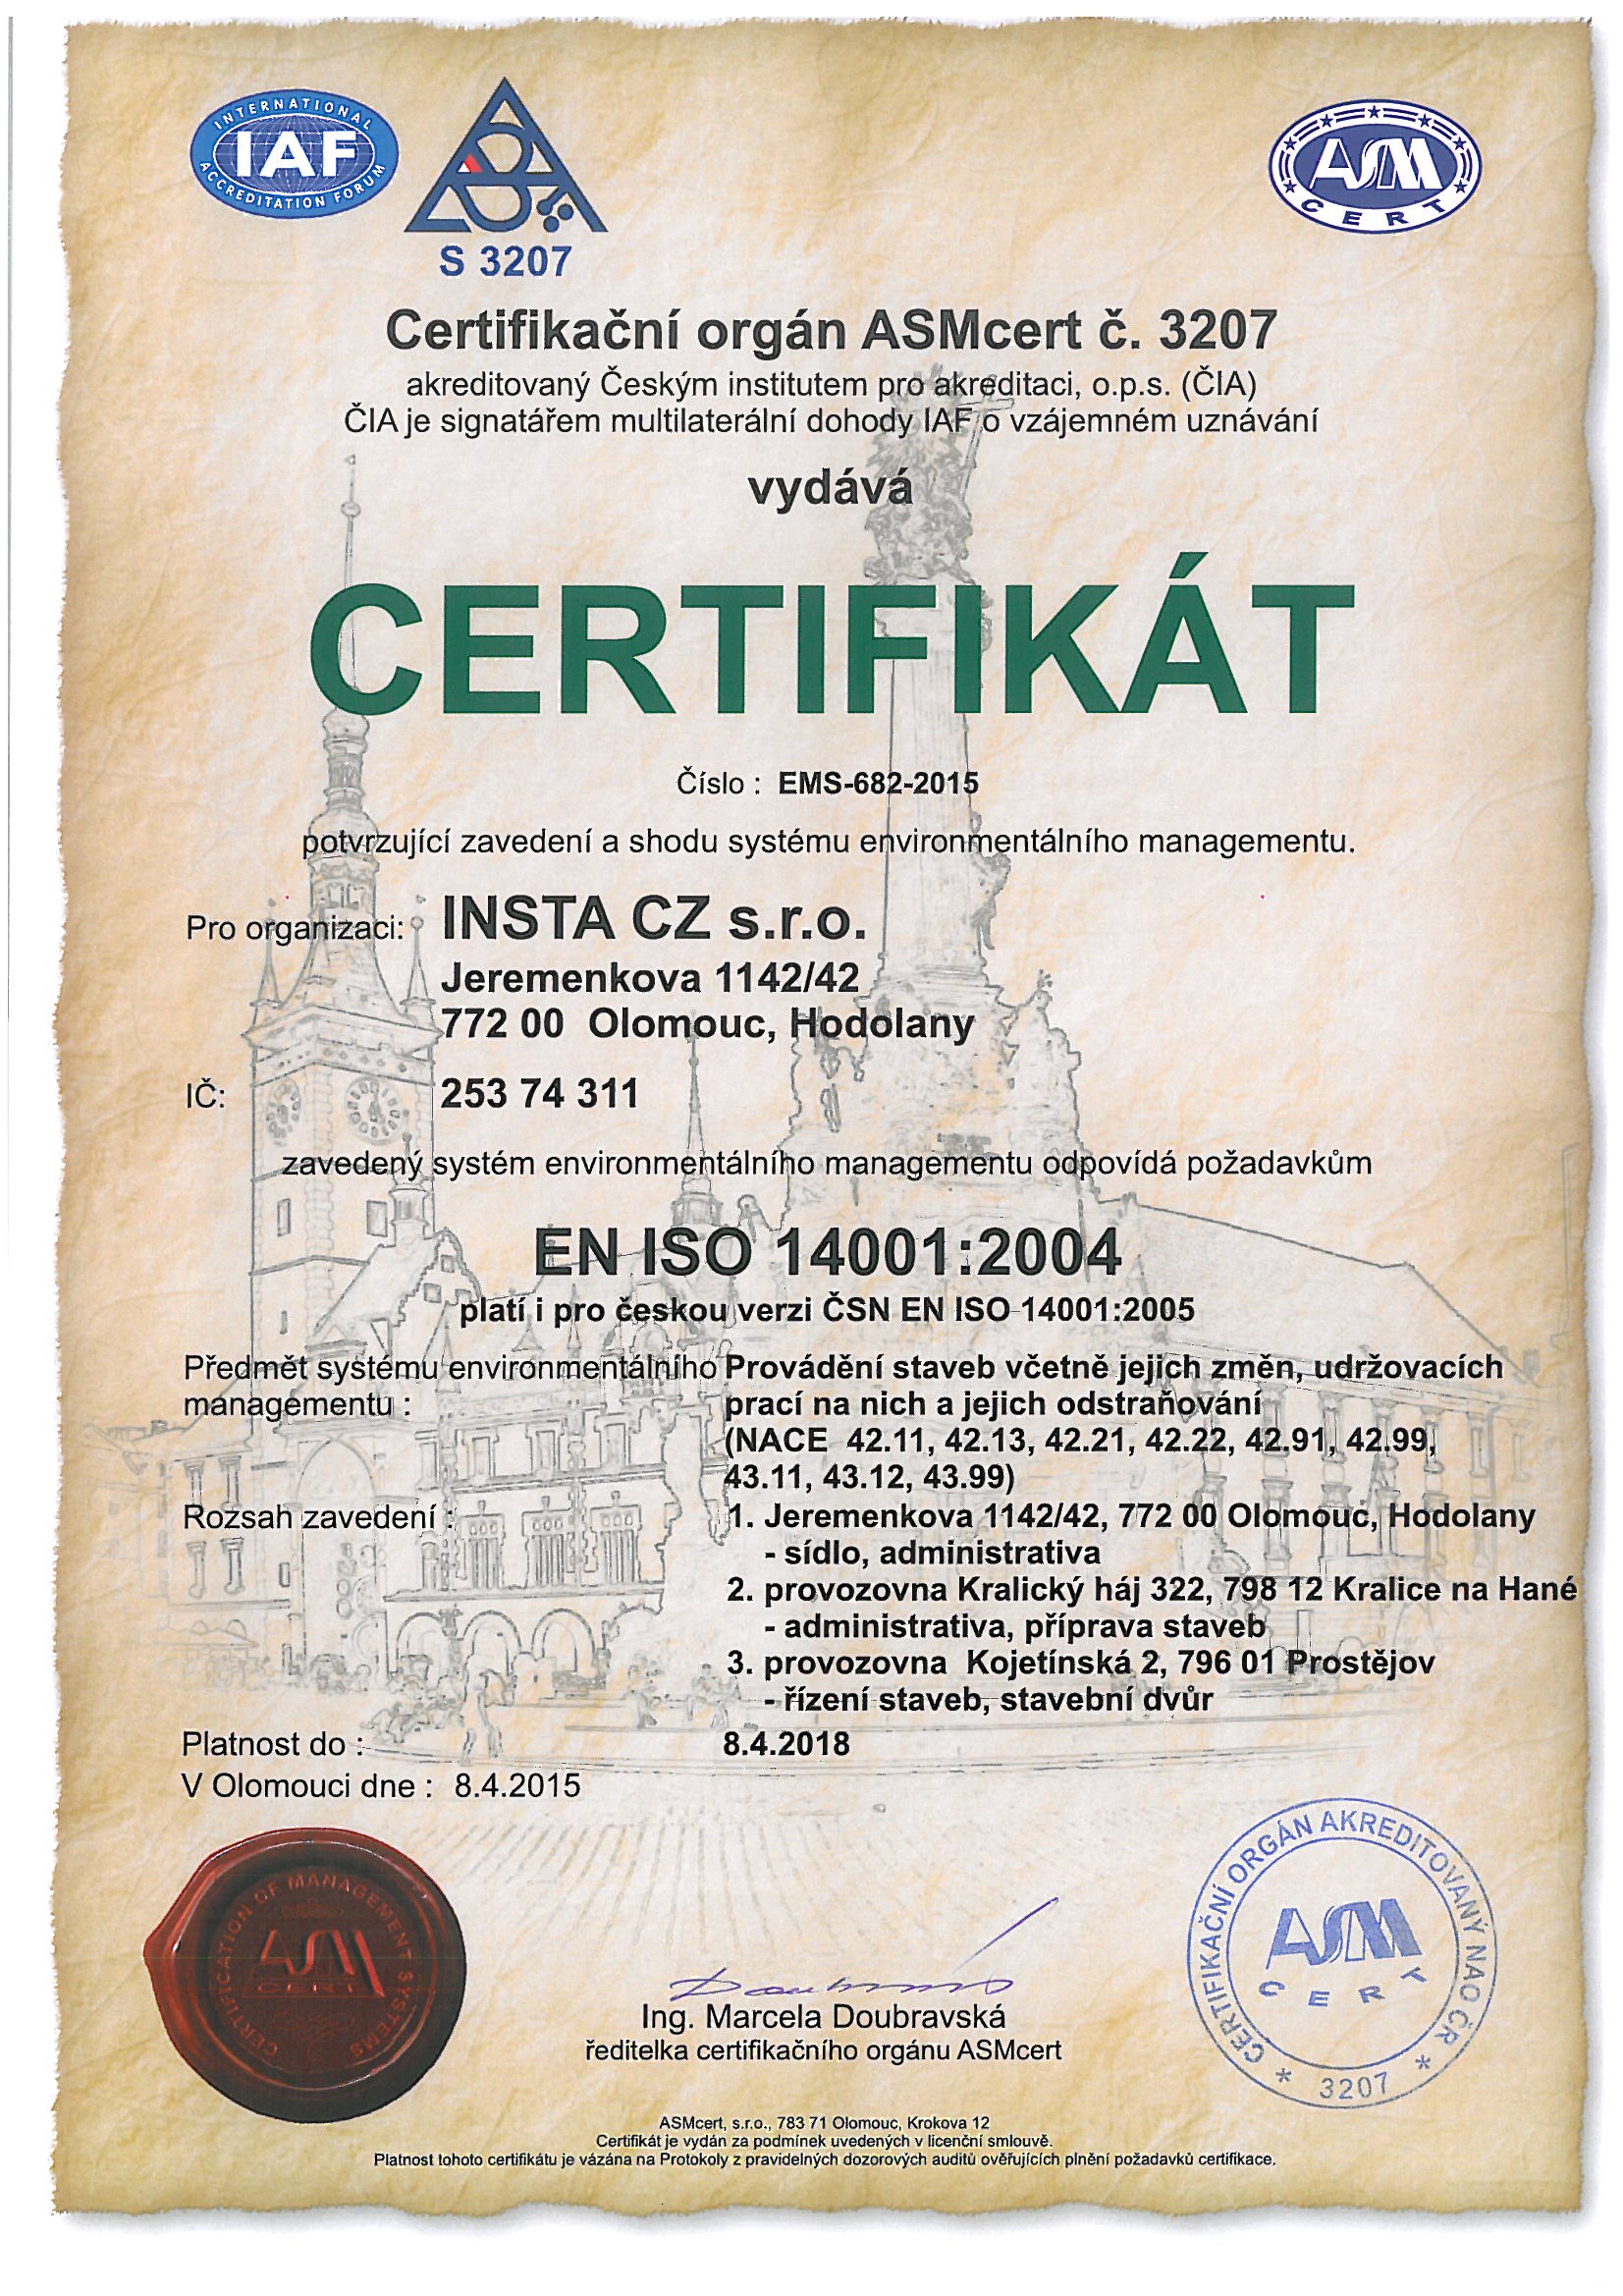 INTERNATIONAL
IAF
ACCREDITATION FORUM
S 3207
ASM
CERT
Certifikační orgán ASMcert č. 3207
akreditovaný Českým institutem pro akreditaci, o.p.s. (ČIA)
ČIA je signatářem multilaterální dohody IAF o vzájemném uznávání
vydává
CERTIFIKÁT
Číslo : EMS-682-2015
potvrzující zavedení a shodu systému environmentálního managementu.
Pro organizaci: INSTA CZ s.r.o.
Jeremenkova 1142/42
772 00 Olomouc, Hodolany
IČ: 253 74 311
zavedený systém environmentálního managementu odpovídá požadavkům
EN ISO 14001:2004
platí i pro českou verzi ČSN EN ISO 14001:2005
Předmět systému environmentálního Provádění staveb včetně jejich změn, udržovacích
managementu : prací na nich a jejich odstraňování
(NACE 42.11, 42.13, 42.21, 42.22, 42.91, 42.99,
43.11, 43.12, 43.99)
Rozsah zavedení : 1. Jeremenkova 1142/42, 772 00 Olomouc, Hodolany
- sídlo, administrativa
2. provozovna Kralický háj 322, 798 12 Kralice na Hané
- administrativa, příprava staveb
3. provozovna Kojetínská 2, 796 01 Prostějov
- řízení staveb, stavební dvůr
Platnost do : 8.4.2018
V Olomouci dne : 8.4.2015
CERTIFICATION OF MANAGEMENT SYSTEMS
ASM
CERT
CERTIFIKAČNÍ ORGÁN AKREDITOVANÝ NAO ČR
ASM
CERT
* 3207 *
Ing. Marcela Doubravská
ředitelka certifikačního orgánu ASMcert
ASMcert, s.r.o., 783 71 Olomouc, Krokova 12
Certifikát je vydán za podmínek uvedených v licenční smlouvě.
Platnost tohoto certifikátu je vázána na Protokoly z pravidelných dozorových auditů ověřujících plnění požadavků certifikace.